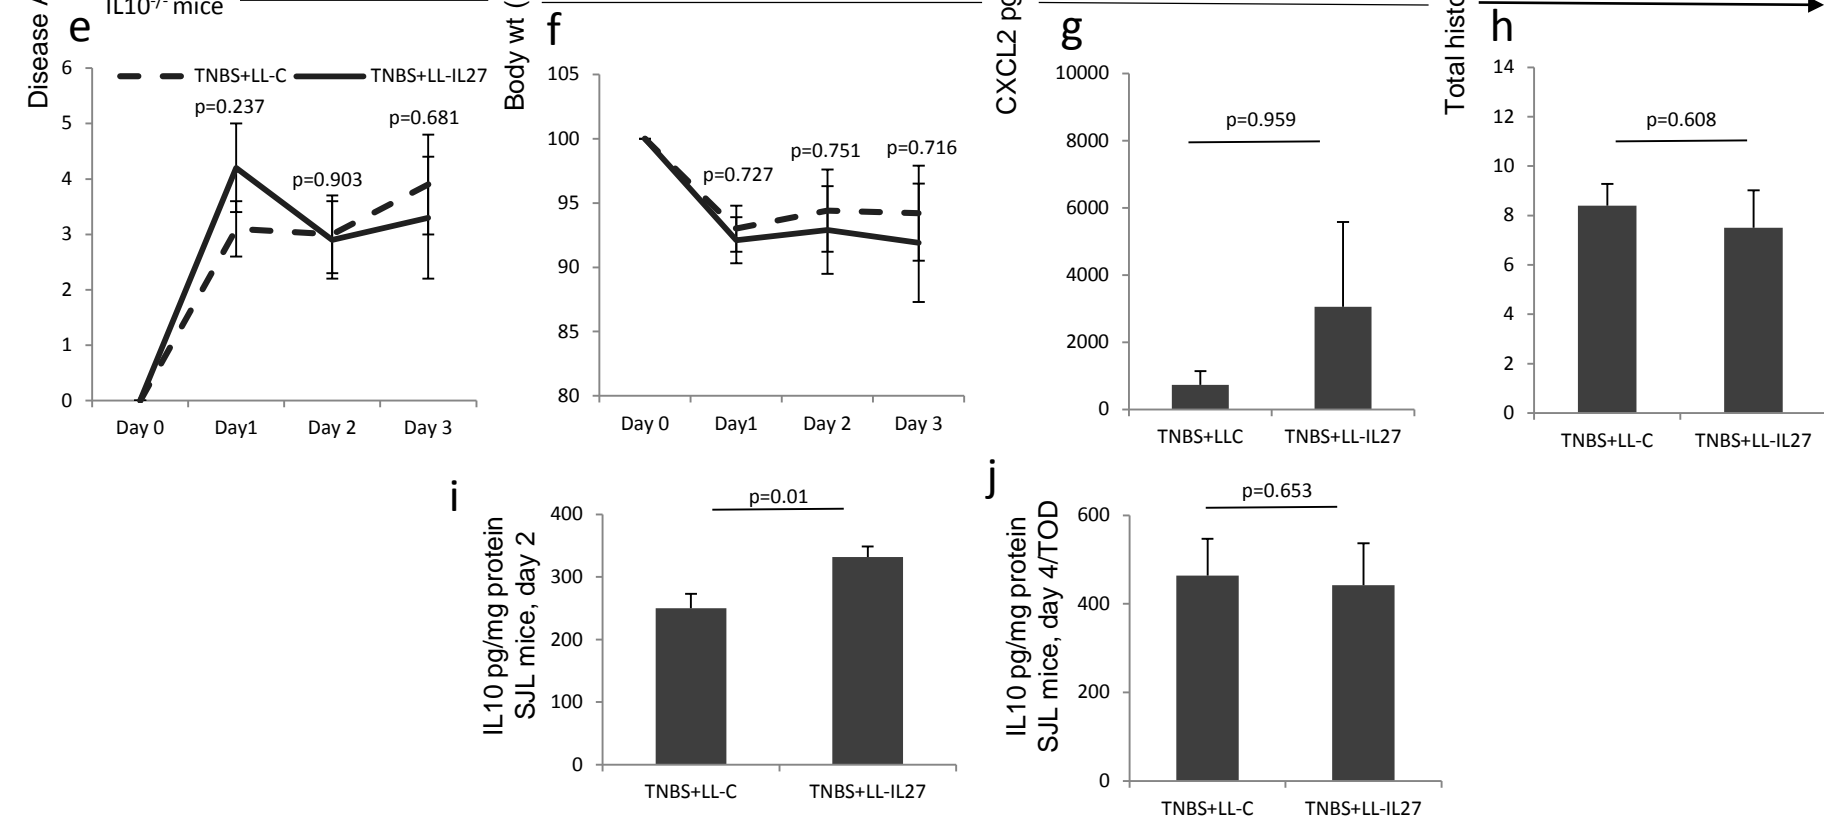 IL10-/- mice
e
Disease A
6
5
4
3
2
1
0
TNBS+LL-C
TNBS+LL-IL27
p=0.237
p=0.903
p=0.681
Day 0
Day1
Day 2
Day 3
f
Body wt (
105
100
95
90
85
80
p=0.727
p=0.751
p=0.716
Day 0
Day1
Day 2
Day 3
g
CXCL2 pg
10000
8000
6000
4000
2000
0
p=0.959
TNBS+LLC
TNBS+LL-IL27
h
Total histo
14
12
10
8
6
4
2
0
p=0.608
TNBS+LL-C
TNBS+LL-IL27
i
IL10 pg/mg protein
SJL mice, day 2
400
300
200
100
0
p=0.01
TNBS+LL-C
TNBS+LL-IL27
j
IL10 pg/mg protein
SJL mice, day 4/TOD
600
400
200
0
p=0.653
TNBS+LL-C
TNBS+LL-IL27